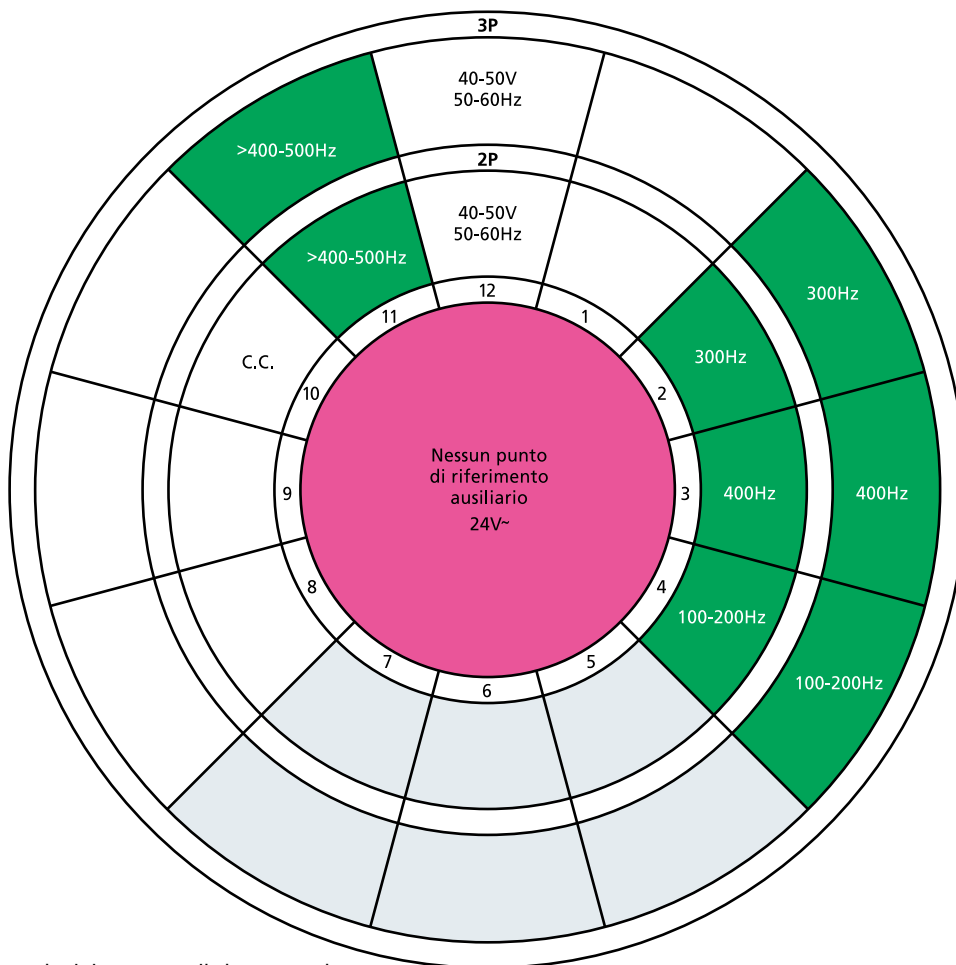 3P
40-50V
50-60Hz
>400-500Hz
2P
40-50V
50-60Hz
>400-500Hz
300Hz
12
11
1
300Hz
C.C.
10
2
Nessun punto
di riferimento
ausiliario
24V~
9
3
400Hz
400Hz
8
4
100-200Hz
7
5
6
100-200Hz